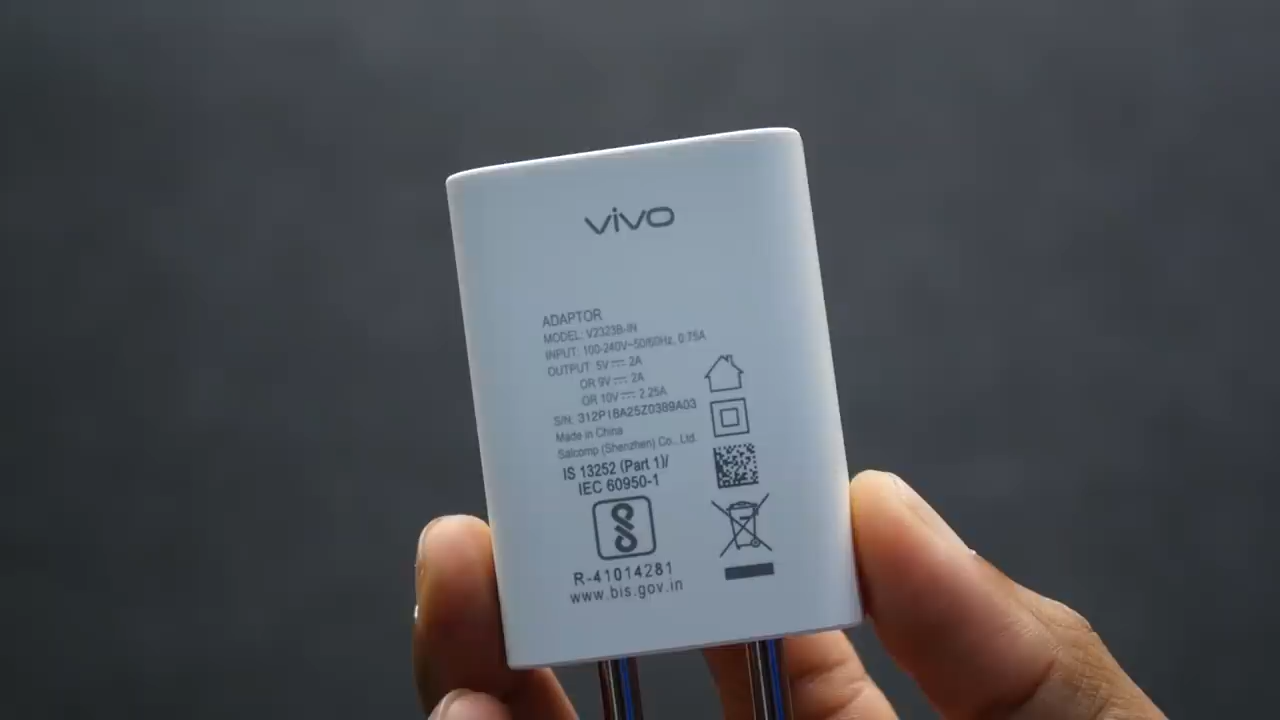 vivo
ADAPTOR
MODEL: V2323B-IN
INPUT: 100-240V~50/60Hz, 0.75A
OUTPUT: 5V⎓2A
OR 9V⎓2A
OR 10V⎓2.25A
S/N: 312P18A25Z0389A03
Made in China
Salcomp (Shenzhen) Co., Ltd.
IS 13252 (Part 1)/
IEC 60950-1
R-41014281
www.bis.gov.in